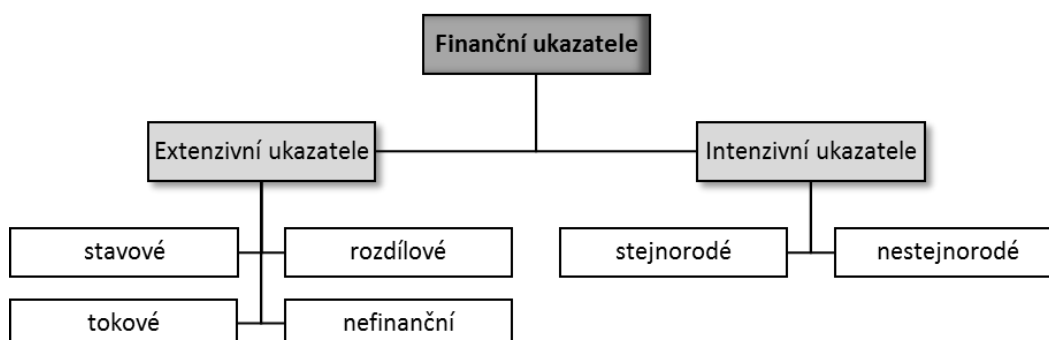 Finanční ukazatele
Extenzivní ukazatele
Intenzivní ukazatele
stavové
rozdílové
stejnorodé
nestejnorodé
tokové
nefinanční